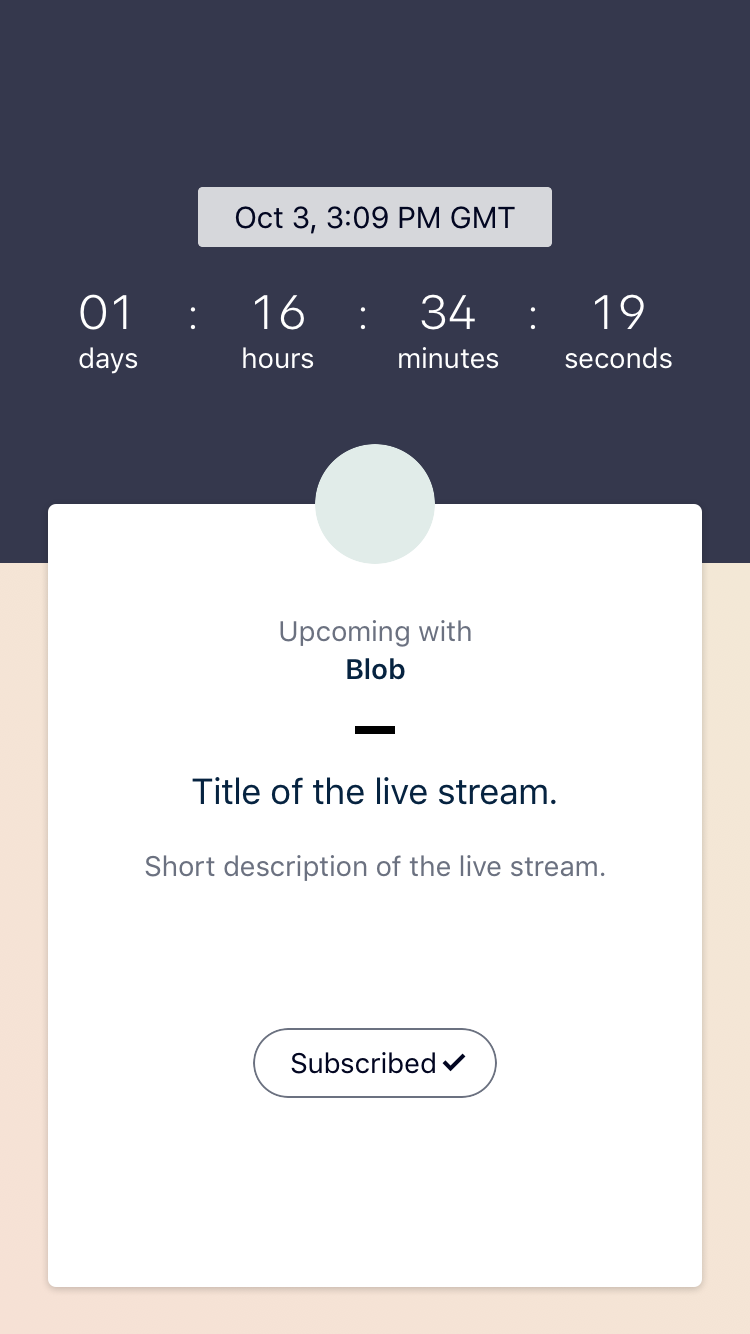 Oct 3, 3:09 PM GMT
01 : 16 : 34 : 19
days hours minutes seconds
Upcoming with
Blob
Title of the live stream.
Short description of the live stream.
Subscribed